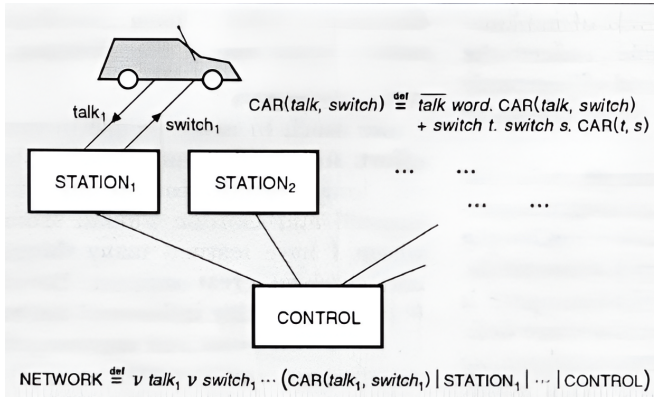 talk₁
switch₁
CAR(talk, switch) ≝ t̅a̅l̅k̅ word. CAR(talk, switch)
+ switch t. switch s. CAR(t, s)
STATION₁
STATION₂
... ...
... ...
CONTROL
NETWORK ≝ ν talk₁ ν switch₁ ⋯ (CAR(talk₁, switch₁) | STATION₁ | ⋯ | CONTROL)